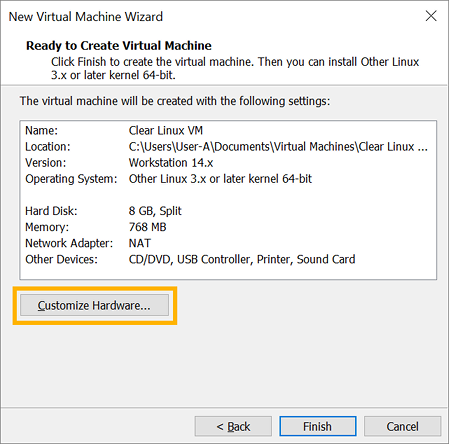 New Virtual Machine Wizard
Ready to Create Virtual Machine
Click Finish to create the virtual machine. Then you can install Other Linux
3.x or later kernel 64-bit.
The virtual machine will be created with the following settings:
Name: Clear Linux VM
Location: C:\Users\User-A\Documents\Virtual Machines\Clear Linux ...
Version: Workstation 14.x
Operating System: Other Linux 3.x or later kernel 64-bit
Hard Disk: 8 GB, Split
Memory: 768 MB
Network Adapter: NAT
Other Devices: CD/DVD, USB Controller, Printer, Sound Card
Customize Hardware...
< Back Finish Cancel